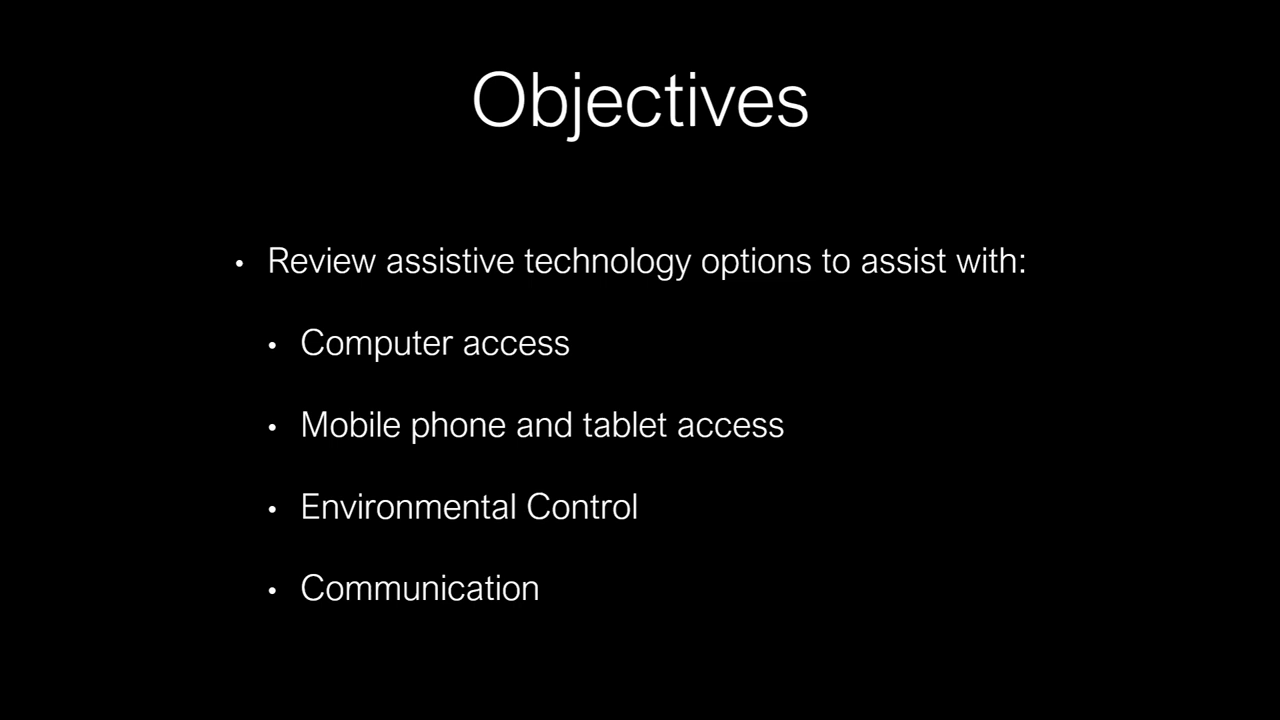 Objectives
• Review assistive technology options to assist with:
• Computer access
• Mobile phone and tablet access
• Environmental Control
• Communication